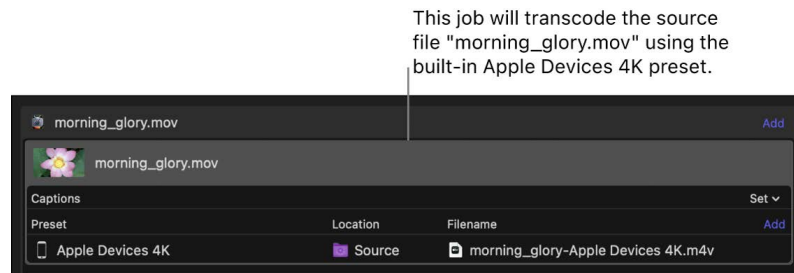 This job will transcode the source
file "morning_glory.mov" using the
built-in Apple Devices 4K preset.
morning_glory.mov Add
morning_glory.mov
Captions Set
Preset Location Filename Add
Apple Devices 4K Source morning_glory-Apple Devices 4K.m4v